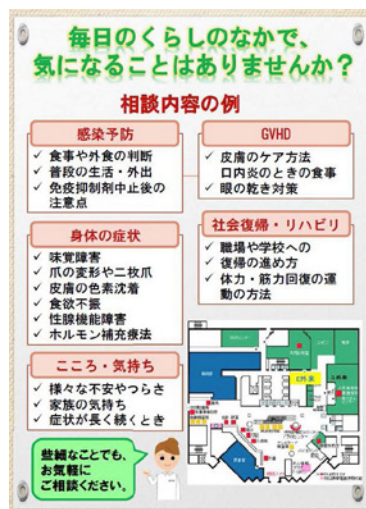 毎日のくらしのなかで、
気になることはありませんか?
相談内容の例
感染予防
✓ 食事や外食の判断
✓ 普段の生活・外出
✓ 免疫抑制剤中止後の
注意点
身体の症状
✓ 味覚障害
✓ 爪の変形や二枚爪
✓ 皮膚の色素沈着
✓ 食欲不振
✓ 性腺機能障害
✓ ホルモン補充療法
こころ・気持ち
✓ 様々な不安やつらさ
✓ 家族の気持ち
✓ 症状が長く続くとき
GVHD
✓ 皮膚のケア方法
口内炎のときの食事
✓ 眼の乾き対策
社会復帰・リハビリ
✓ 職場や学校への
✓ 復帰の進め方
✓ 体力・筋力回復の運
動の方法
些細なことでも、
お気軽に
ご相談ください。